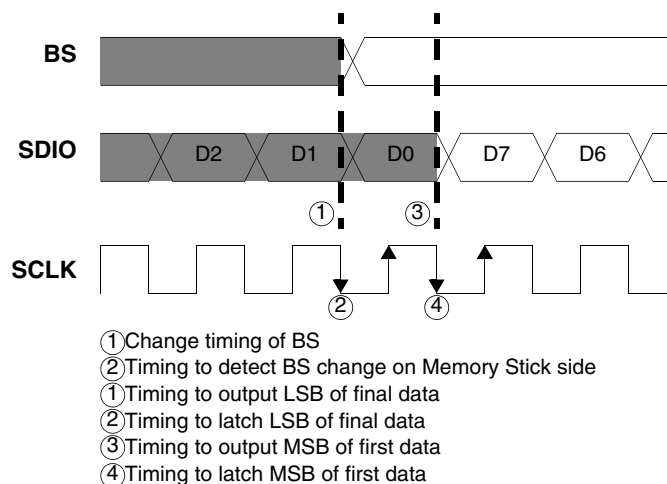 BS
SDIO
D2
D1
D0
D7
D6
①
③
SCLK
②
④
①Change timing of BS
②Timing to detect BS change on Memory Stick side
①Timing to output LSB of final data
②Timing to latch LSB of final data
③Timing to output MSB of first data
④Timing to latch MSB of first data